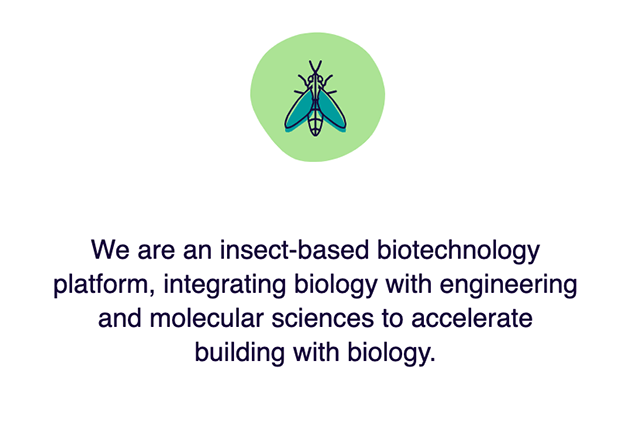 We are an insect-based biotechnology
platform, integrating biology with engineering
and molecular sciences to accelerate
building with biology.